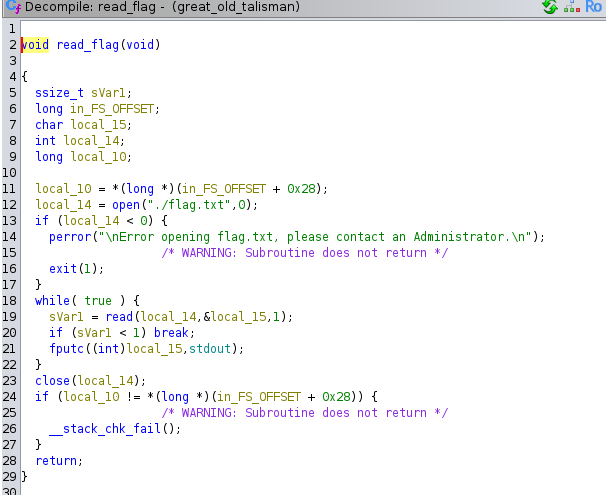 Decompile: read_flag - (great_old_talisman)
Ro
1
2 void read_flag(void)
3
4 {
5 ssize_t sVar1;
6 long in_FS_OFFSET;
7 char local_15;
8 int local_14;
9 long local_10;
10
11 local_10 = *(long *)(in_FS_OFFSET + 0x28);
12 local_14 = open("./flag.txt",0);
13 if (local_14 < 0) {
14 perror("\nError opening flag.txt, please contact an Administrator.\n");
15 /* WARNING: Subroutine does not return */
16 exit(1);
17 }
18 while( true ) {
19 sVar1 = read(local_14,&local_15,1);
20 if (sVar1 < 1) break;
21 fputc((int)local_15,stdout);
22 }
23 close(local_14);
24 if (local_10 != *(long *)(in_FS_OFFSET + 0x28)) {
25 /* WARNING: Subroutine does not return */
26 __stack_chk_fail();
27 }
28 return;
29 }
30